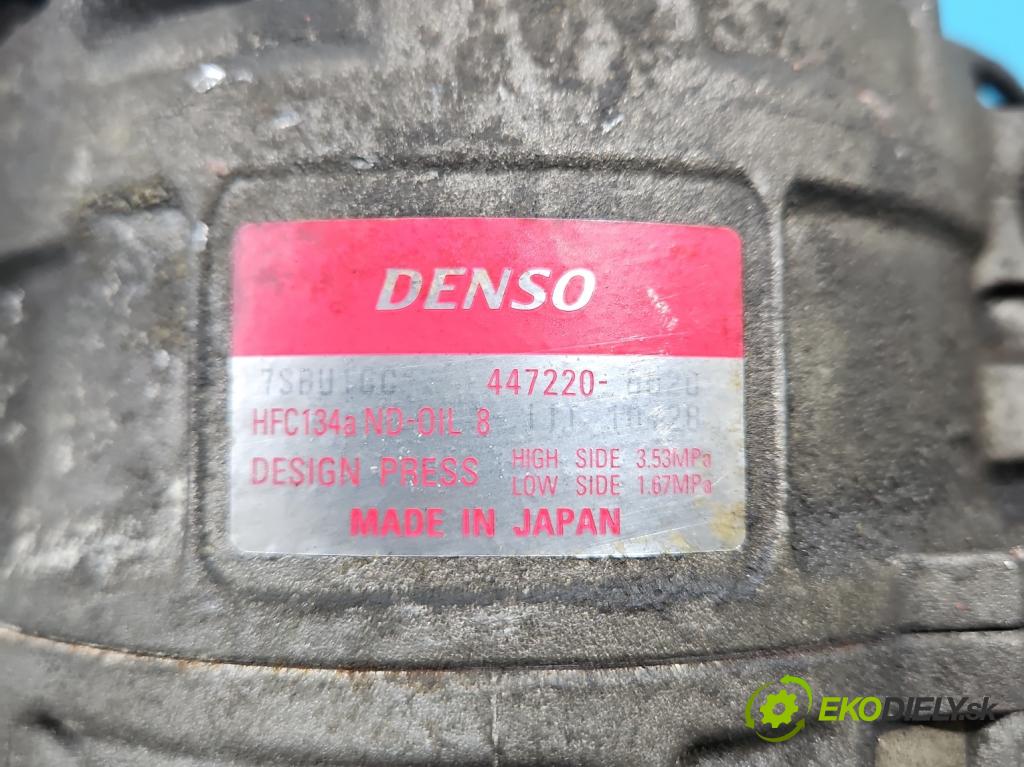 DENSO
447220-
HFC134a ND-OIL 8
DESIGN PRESS HIGH SIDE 3.53MPa
LOW SIDE 1.67MPa
MADE IN JAPAN
EKODIELY.sk